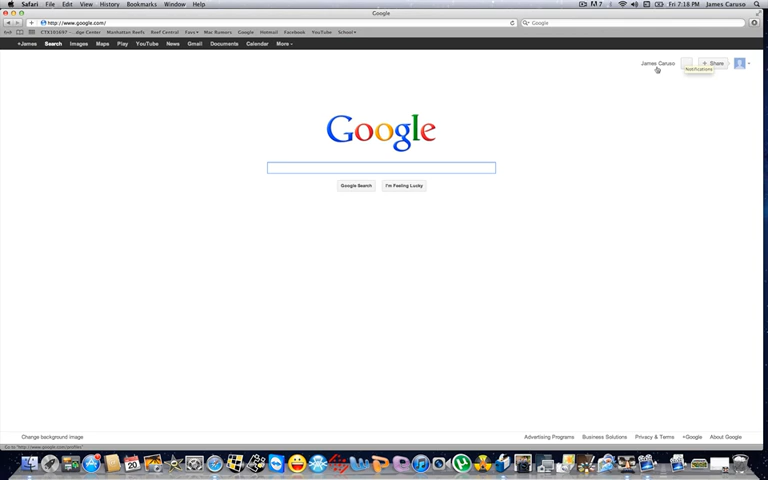 Safari File Edit View History Bookmarks Window Help
Fri 7:18 PM James Caruso
Google
http://www.google.com/
Google
CTX101697 - ...dge Center Manhattan Reefs Reef Central Fave Mac Rumors Google Hotmail Facebook YouTube School
+James Search Images Maps Play YouTube News Gmail Documents Calendar More
James Caruso
+ Share
Notifications
Google
Google Search
I'm Feeling Lucky
Change background image
Advertising Programs Business Solutions Privacy & Terms +Google About Google
Go to "http://www.google.com/profiles"
20